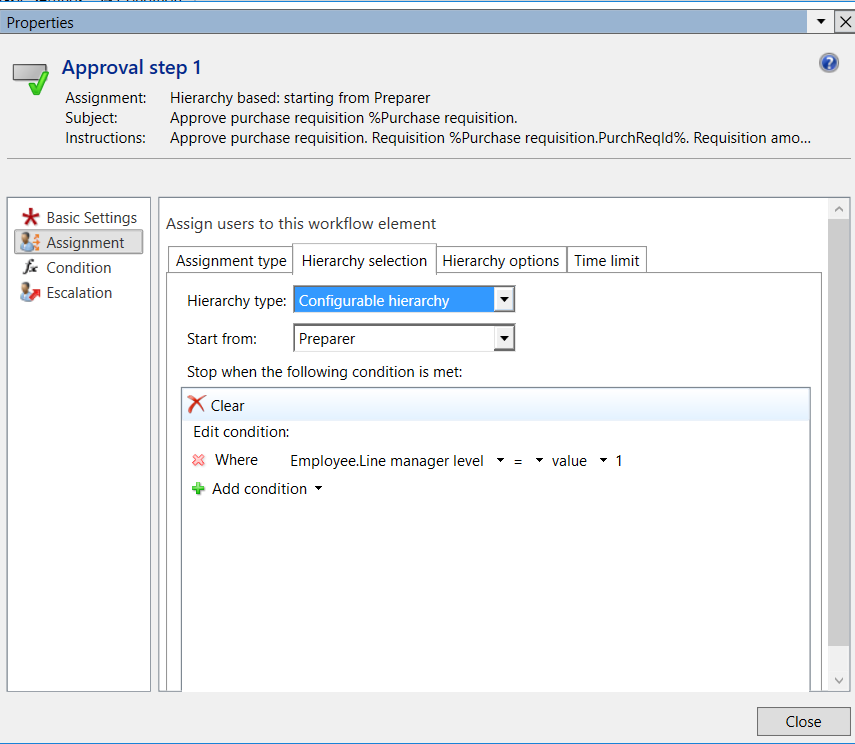 Properties
Approval step 1
Assignment: Hierarchy based: starting from Preparer
Subject: Approve purchase requisition %Purchase requisition.
Instructions: Approve purchase requisition. Requisition %Purchase requisition.PurchReqId%. Requisition amo...
Basic Settings
Assignment
Condition
Escalation
Assign users to this workflow element
Assignment type Hierarchy selection Hierarchy options Time limit
Hierarchy type: Configurable hierarchy
Start from: Preparer
Stop when the following condition is met:
Clear
Edit condition:
Where Employee.Line manager level = value 1
Add condition
Close